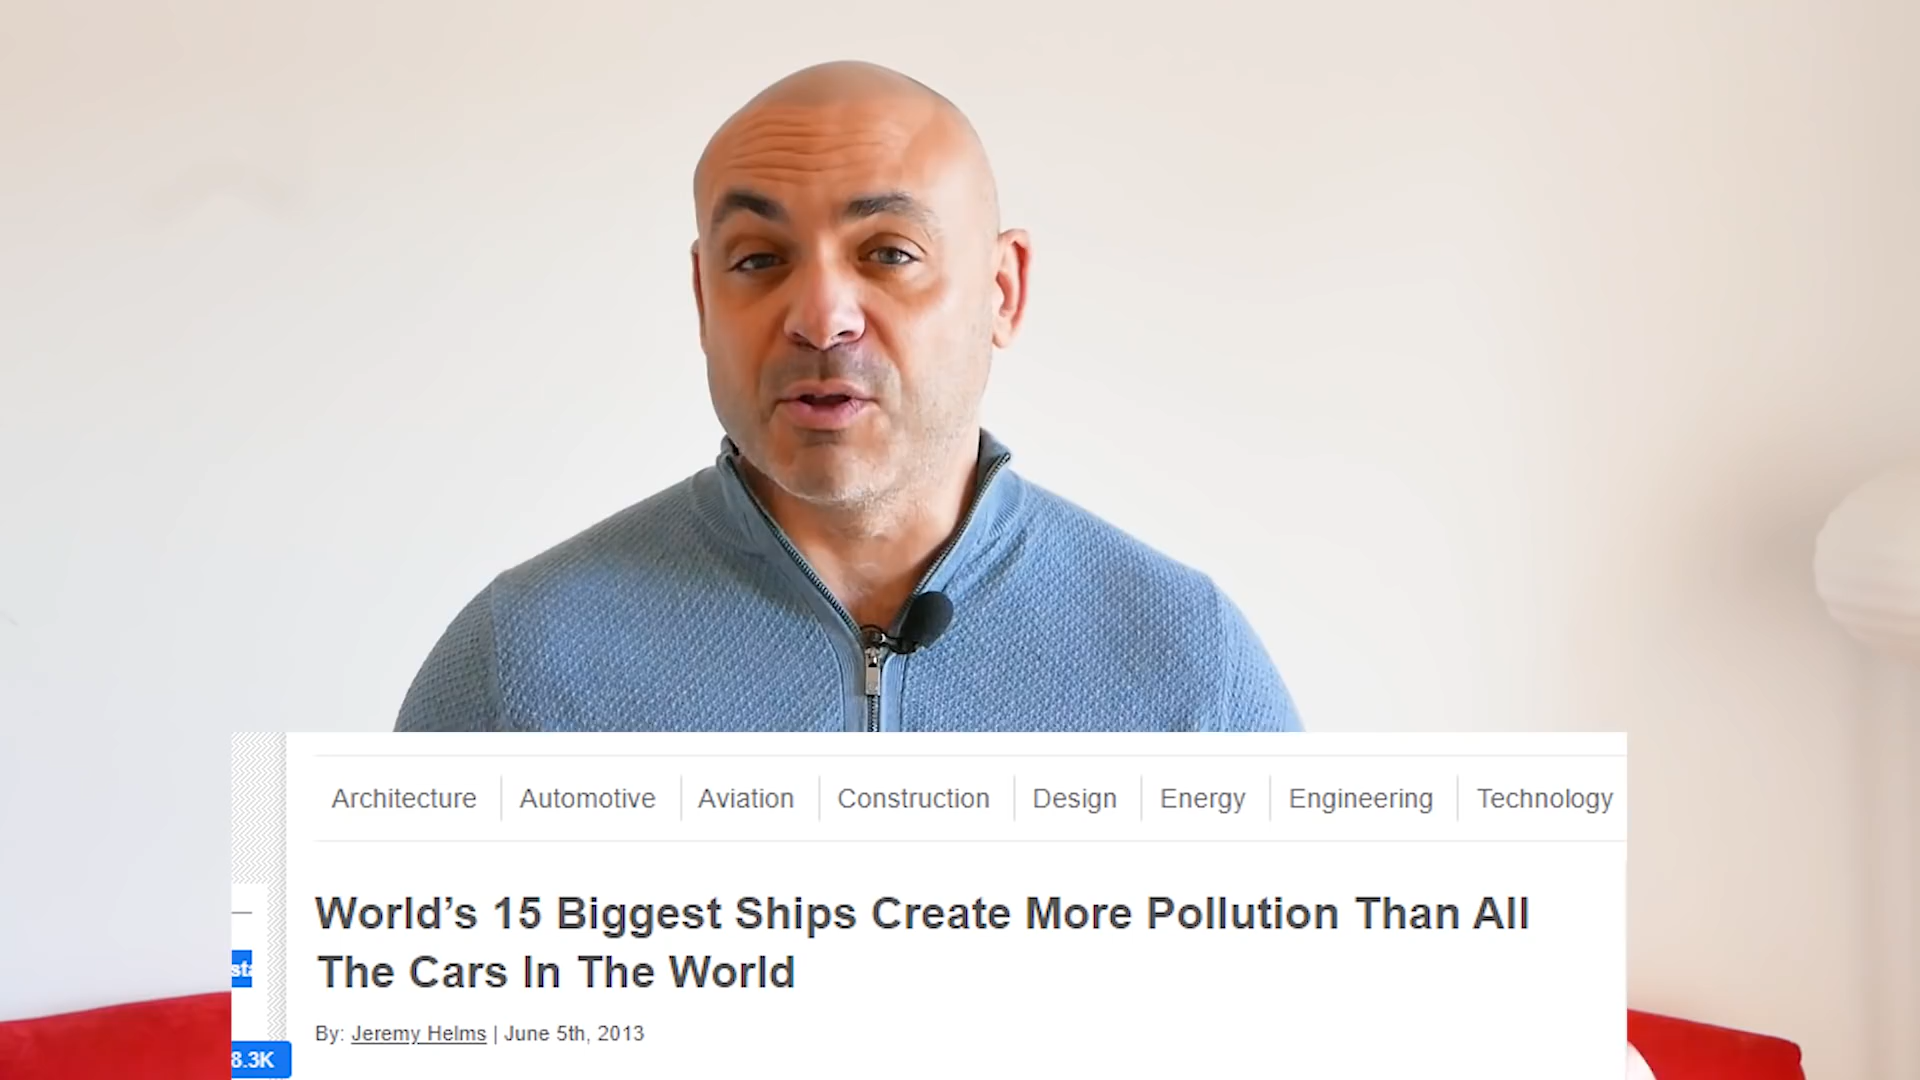 Architecture Automotive Aviation Construction Design Energy Engineering Technology
World’s 15 Biggest Ships Create More Pollution Than All
The Cars In The World
By: Jeremy Helms | June 5th, 2013
8.3K